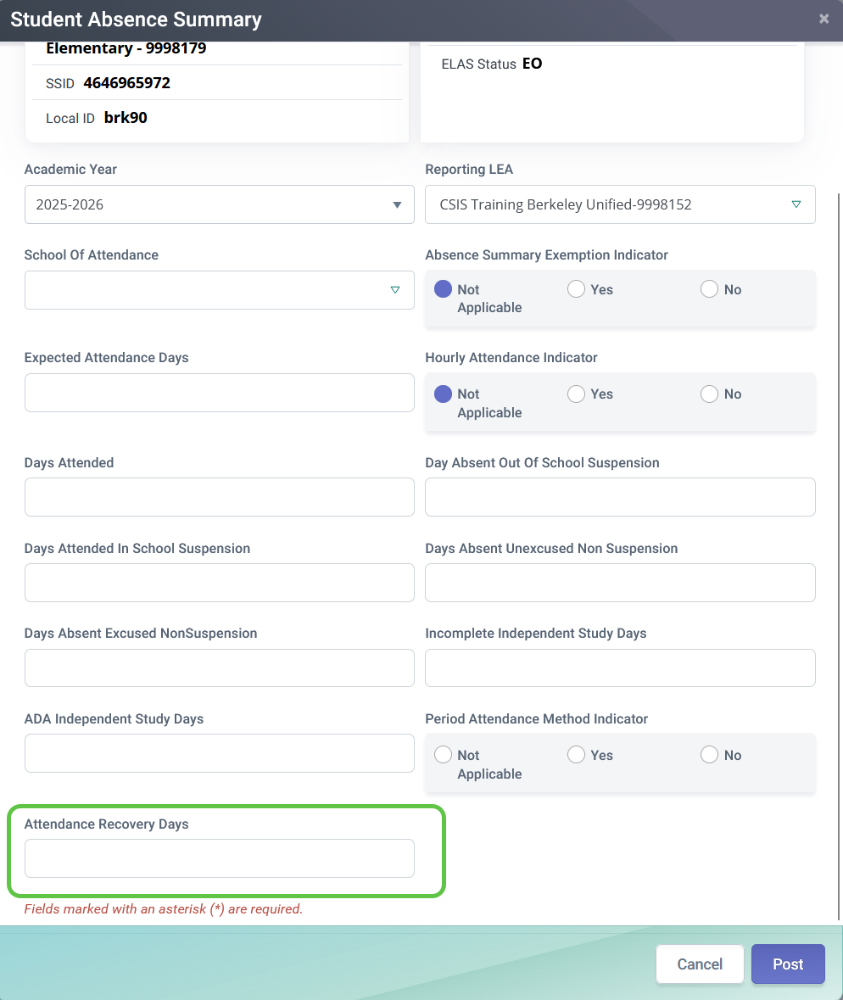 Student Absence Summary ×
Elementary - 9998179
SSID 4646965972
Local ID brk90
ELAS Status EO
Academic Year
2025-2026
Reporting LEA
CSIS Training Berkeley Unified-9998152
School Of Attendance
Absence Summary Exemption Indicator
Not Applicable
Yes
No
Expected Attendance Days
Hourly Attendance Indicator
Not Applicable
Yes
No
Days Attended
Day Absent Out Of School Suspension
Days Attended In School Suspension
Days Absent Unexcused Non Suspension
Days Absent Excused NonSuspension
Incomplete Independent Study Days
ADA Independent Study Days
Period Attendance Method Indicator
Not Applicable
Yes
No
Attendance Recovery Days
Fields marked with an asterisk (*) are required.
Cancel
Post